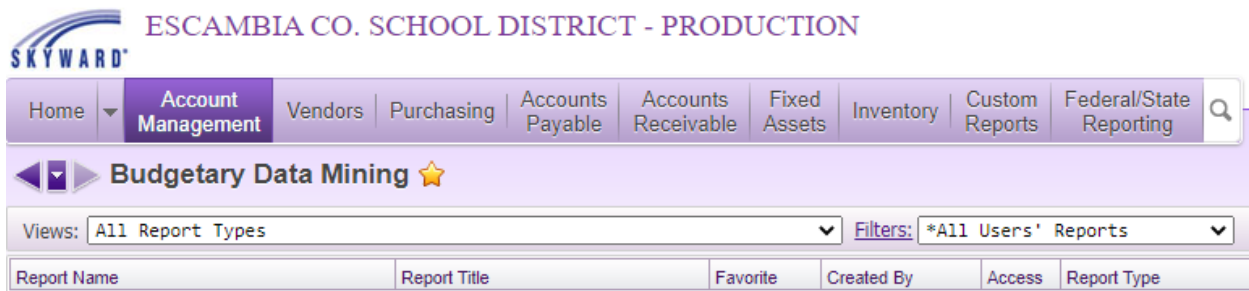 ESCAMBIA CO. SCHOOL DISTRICT - PRODUCTION
SKYWARD®
Home Account Management Vendors Purchasing Accounts Payable Accounts Receivable Fixed Assets Inventory Custom Reports Federal/State Reporting
Budgetary Data Mining
Views: All Report Types Filters: *All Users' Reports
Report Name Report Title Favorite Created By Access Report Type